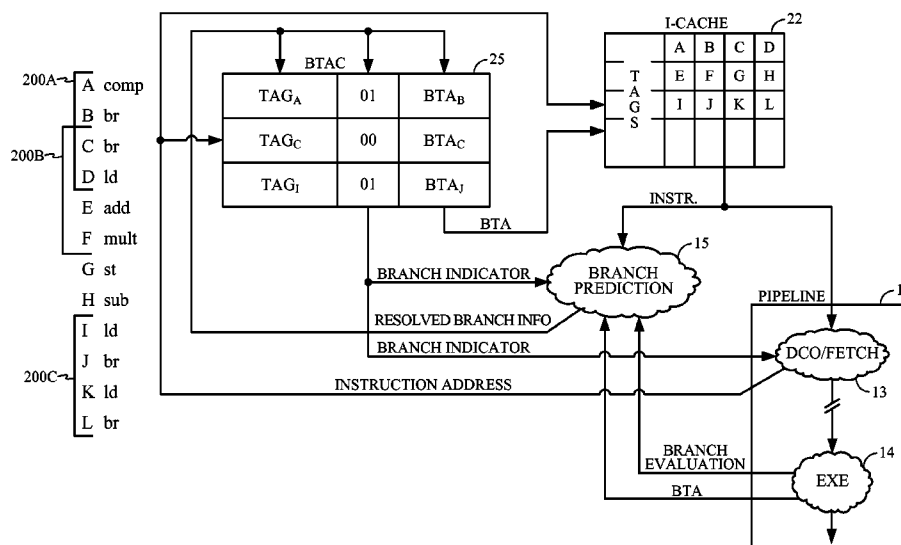 I-CACHE
22
A B C D
E F G H
I J K L
TAGS
BTAC
25
TAGA 01 BTAB
TAGC 00 BTAC
TAGI 01 BTAJ
200A
A comp
B br
200B
C br
D ld
E add
F mult
G st
H sub
200C
I ld
J br
K ld
L br
BTA
INSTR.
15
BRANCH PREDICTION
BRANCH INDICATOR
RESOLVED BRANCH INFO
BRANCH INDICATOR
INSTRUCTION ADDRESS
PIPELINE
1
DCO/FETCH
13
BRANCH
EVALUATION
BTA
14
EXE